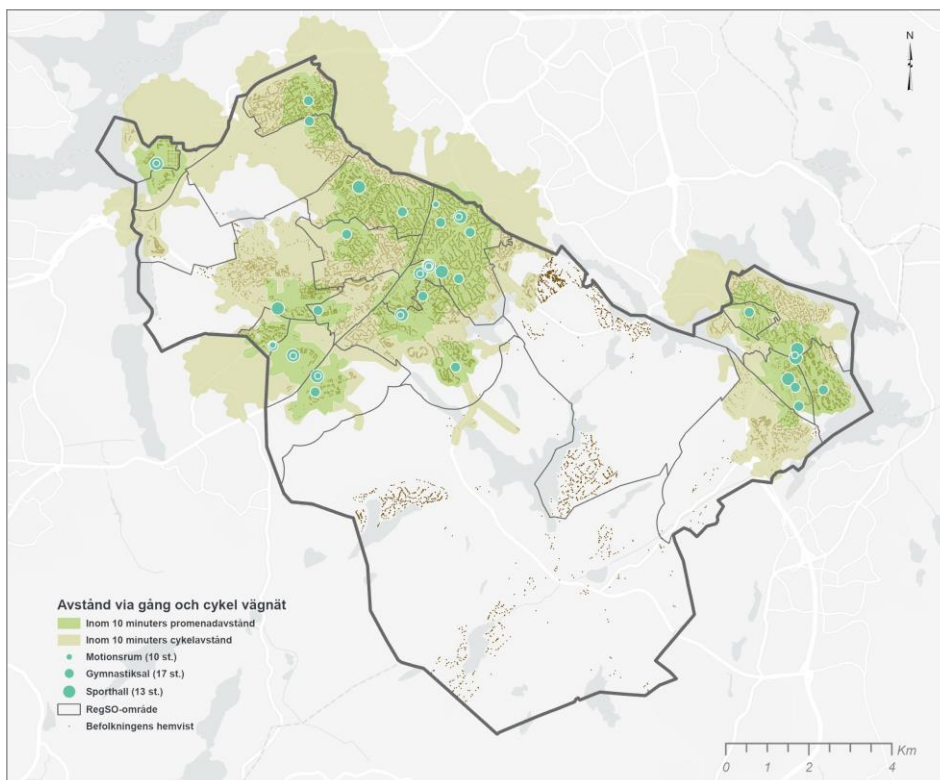 N
Avstånd via gång och cykel vägnät
Inom 10 minuters promenadavstånd
Inom 10 minuters cykelavstånd
Motionsrum (10 st.)
Gymnastiksal (17 st.)
Sporthall (13 st.)
RegSO-område
Befolkningens hemvist
Km
0 1 2 4